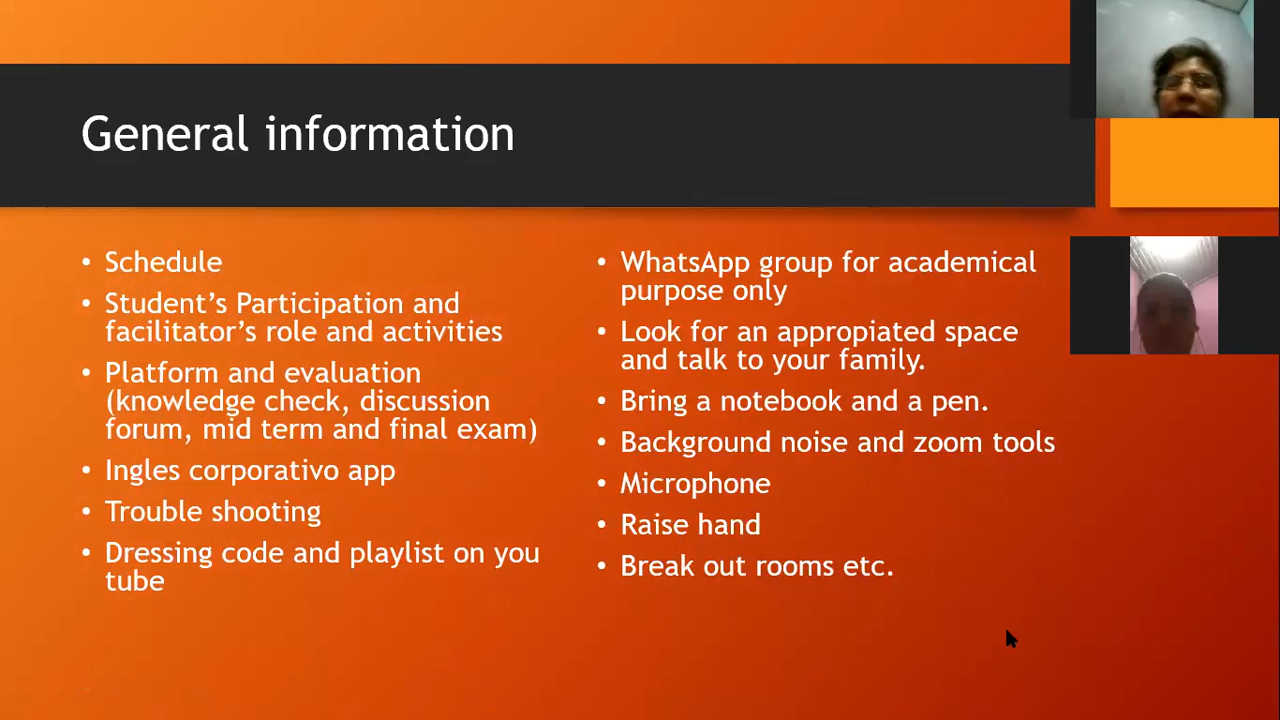 General information
• Schedule
• Student’s Participation and
facilitator’s role and activities
• Platform and evaluation
(knowledge check, discussion
forum, mid term and final exam)
• Ingles corporativo app
• Trouble shooting
• Dressing code and playlist on you
tube
• WhatsApp group for academical
purpose only
• Look for an appropiated space
and talk to your family.
• Bring a notebook and a pen.
• Background noise and zoom tools
• Microphone
• Raise hand
• Break out rooms etc.